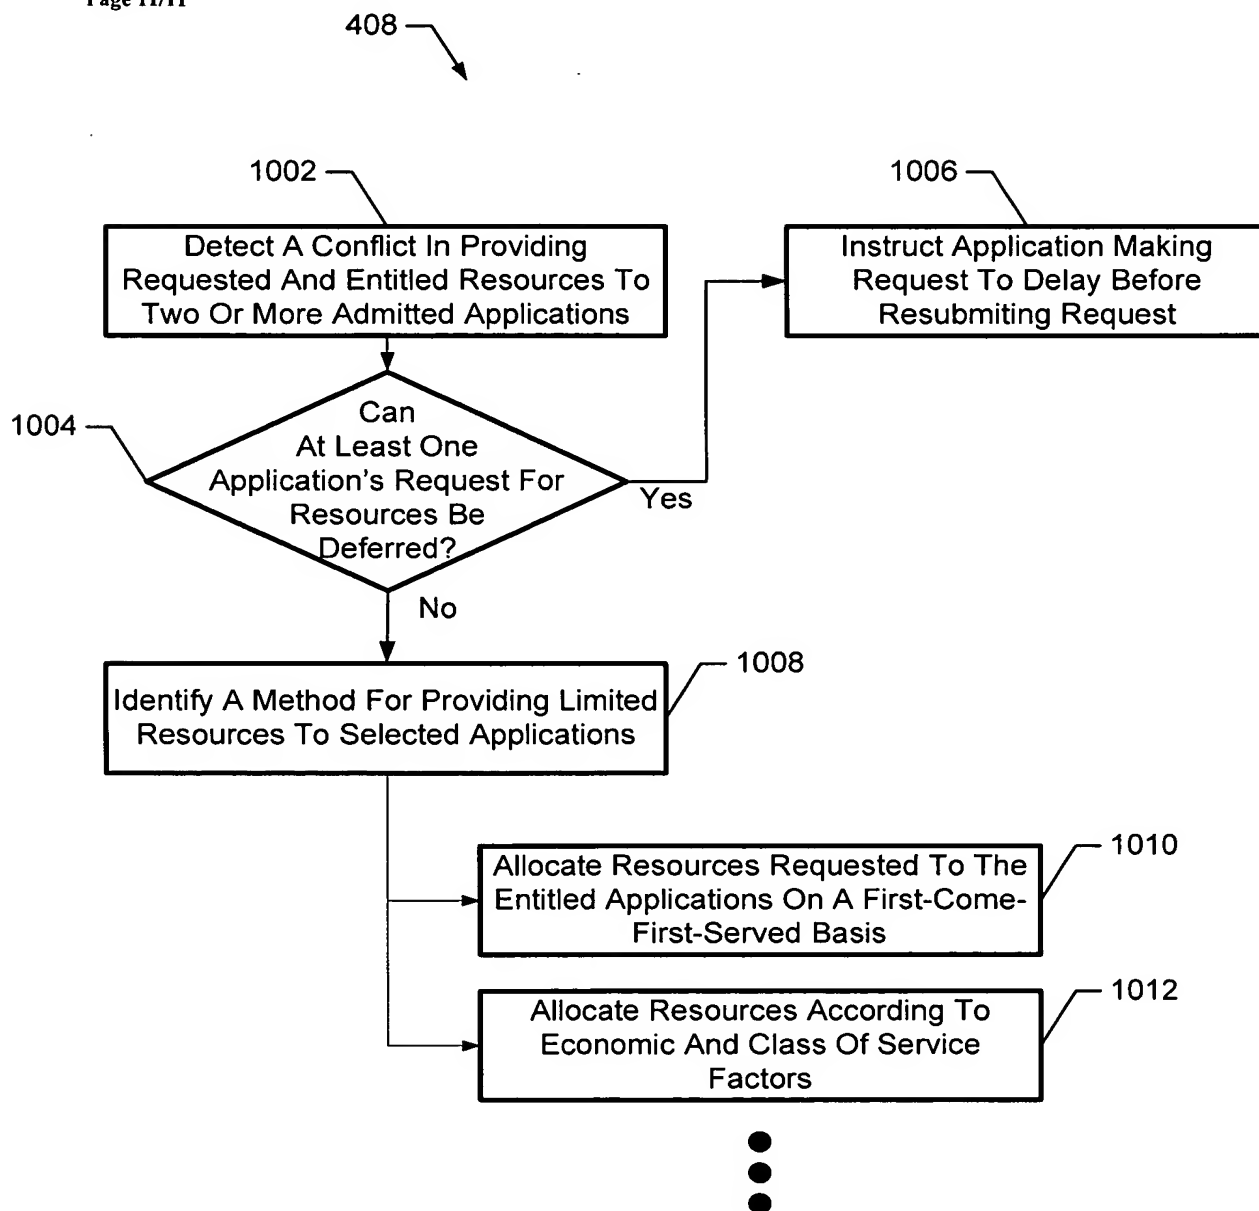 Page 11/11
408
1002
1006
Detect A Conflict In Providing
Requested And Entitled Resources To
Two Or More Admitted Applications
Instruct Application Making
Request To Delay Before
Resubmiting Request
1004
Can
At Least One
Application's Request For
Resources Be
Deferred?
Yes
No
1008
Identify A Method For Providing Limited
Resources To Selected Applications
1010
Allocate Resources Requested To The
Entitled Applications On A First-Come-
First-Served Basis
1012
Allocate Resources According To
Economic And Class Of Service
Factors